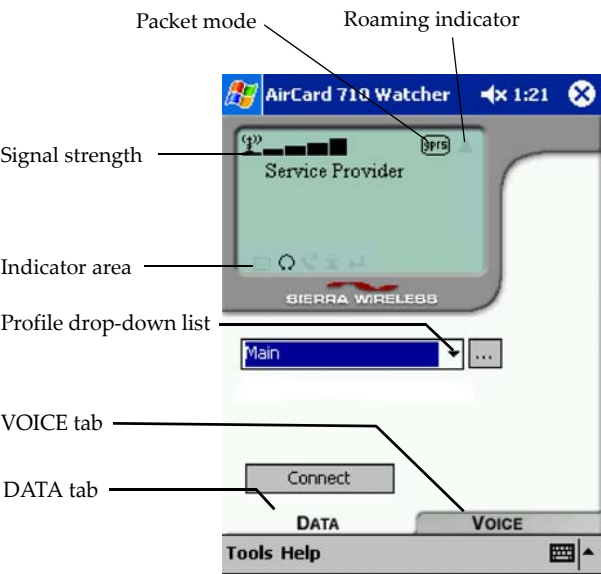 Packet mode
Roaming indicator
AirCard 710 Watcher 1:21
Signal strength
gprs
Service Provider
Indicator area
SIERRA WIRELESS
Profile drop-down list
Main
...
VOICE tab
Connect
DATA tab
DATA
VOICE
Tools Help